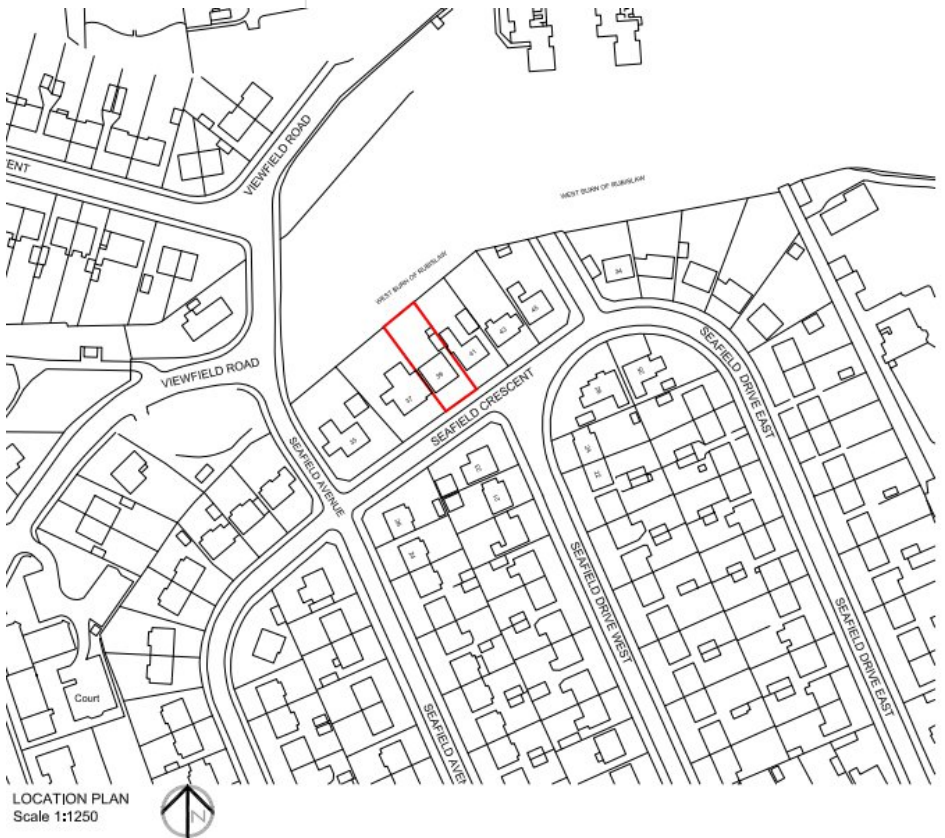 VIEWFIELD ROAD
ENT
WEST BURN OF RUBISLAW
WEST BURN OF RUBISLAW
VIEWFIELD ROAD
SEAFIELD CRESCENT
SEAFIELD DRIVE EAST
SEAFIELD AVENUE
SEAFIELD DRIVE WEST
SEAFIELD DRIVE EAST
SEAFIELD AVEN
35
37
39
41
43
45
Court
LOCATION PLAN
Scale 1:1250
N